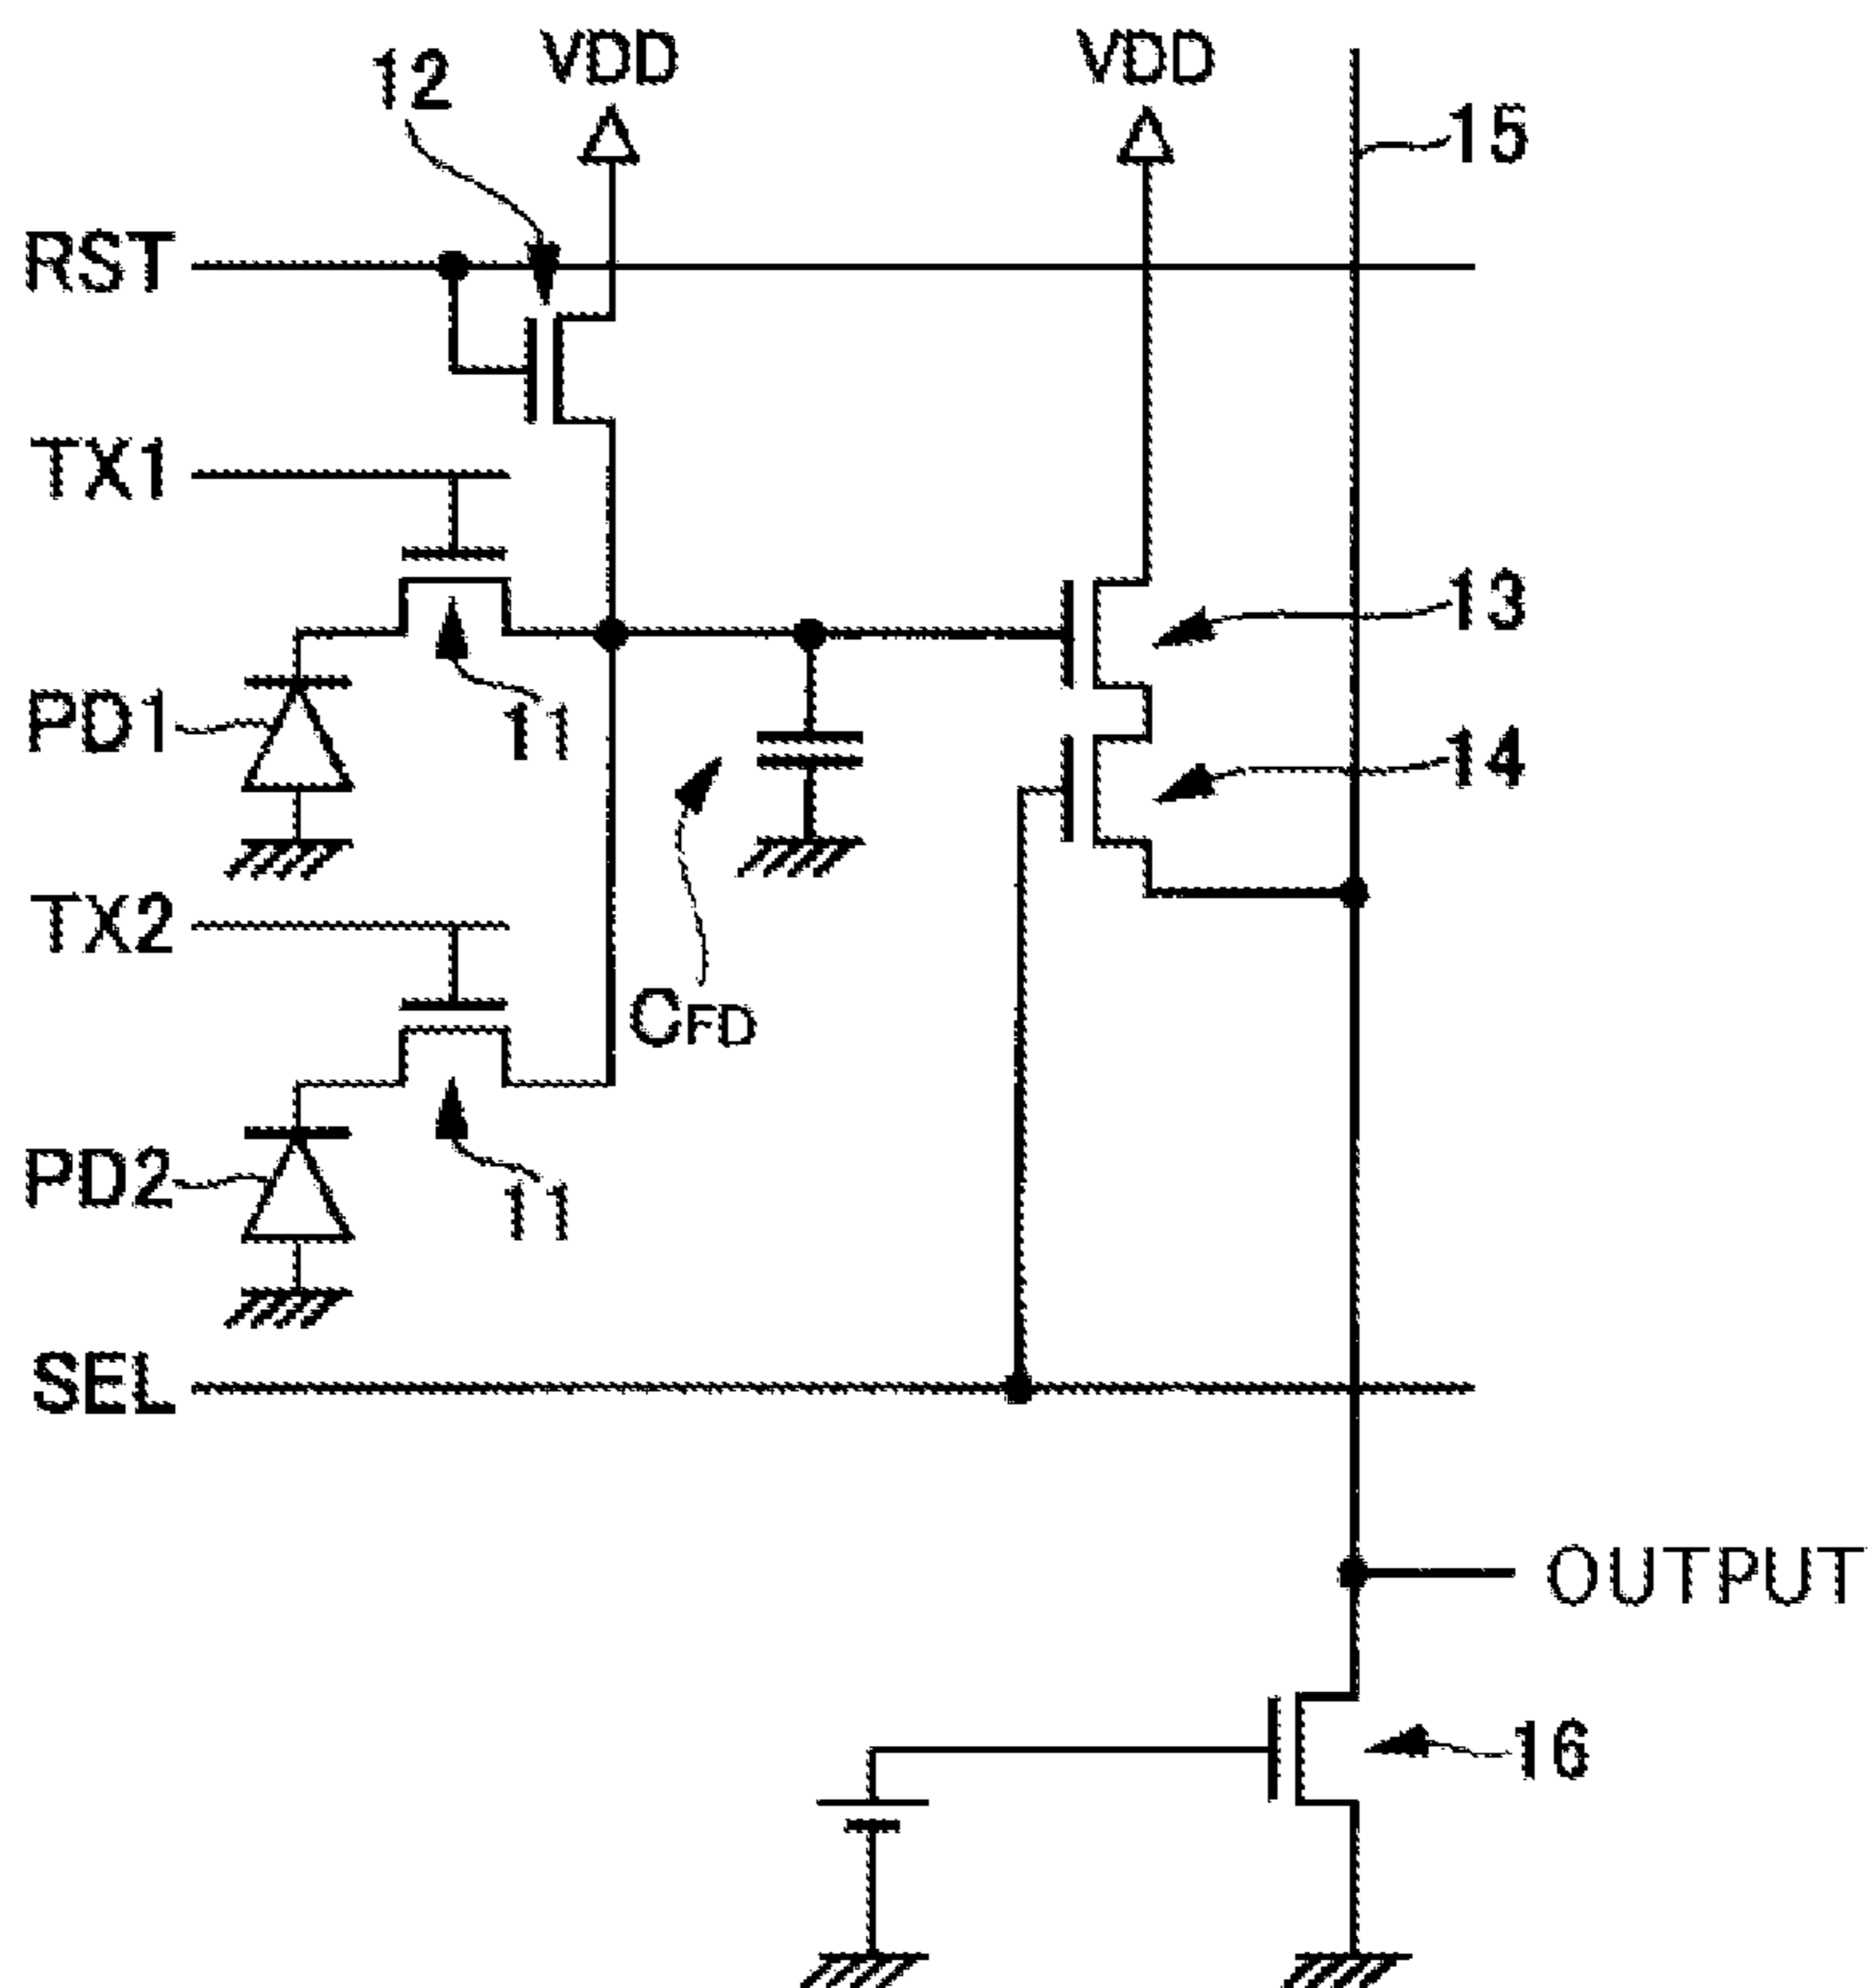 12
VDD
VDD
15
RST
TX1
13
PD1
11
14
TX2
CFD
PD2
11
SEL
OUTPUT
16